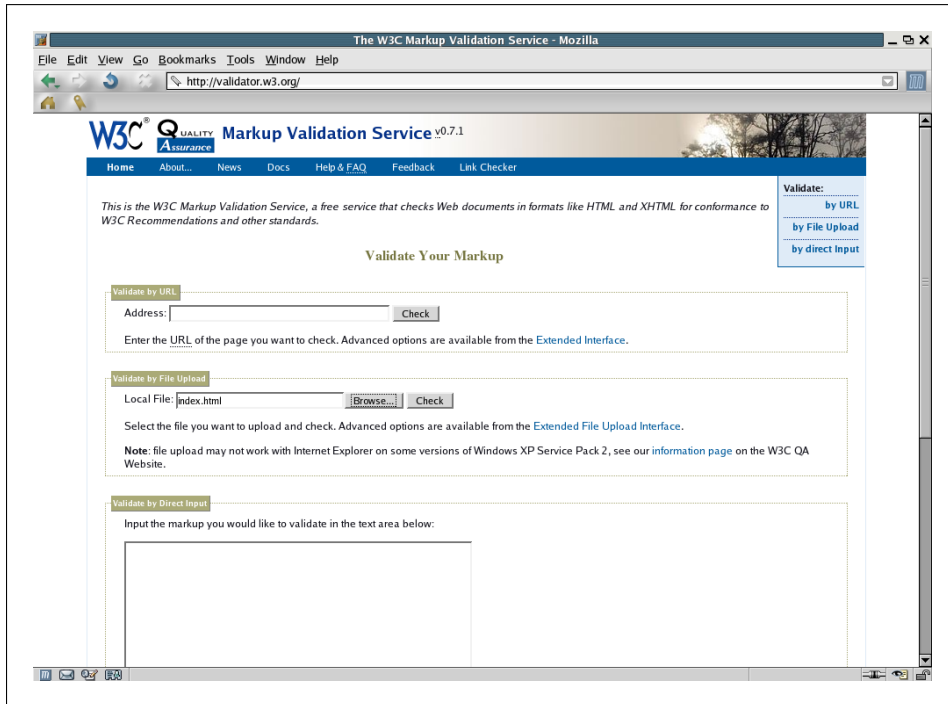 The W3C Markup Validation Service - Mozilla
File Edit View Go Bookmarks Tools Window Help
http://validator.w3.org/
W3C® QUALITY Assurance Markup Validation Service v0.7.1
Home About... News Docs Help & FAQ Feedback Link Checker
Validate:
by URL
by File Upload
by direct Input
This is the W3C Markup Validation Service, a free service that checks Web documents in formats like HTML and XHTML for conformance to
W3C Recommendations and other standards.
Validate Your Markup
Validate by URL
Address: Check
Enter the URL of the page you want to check. Advanced options are available from the Extended Interface.
Validate by File Upload
Local File: index.html Browse... Check
Select the file you want to upload and check. Advanced options are available from the Extended File Upload Interface.
Note: file upload may not work with Internet Explorer on some versions of Windows XP Service Pack 2, see our information page on the W3C QA
Website.
Validate by Direct Input
Input the markup you would like to validate in the text area below: